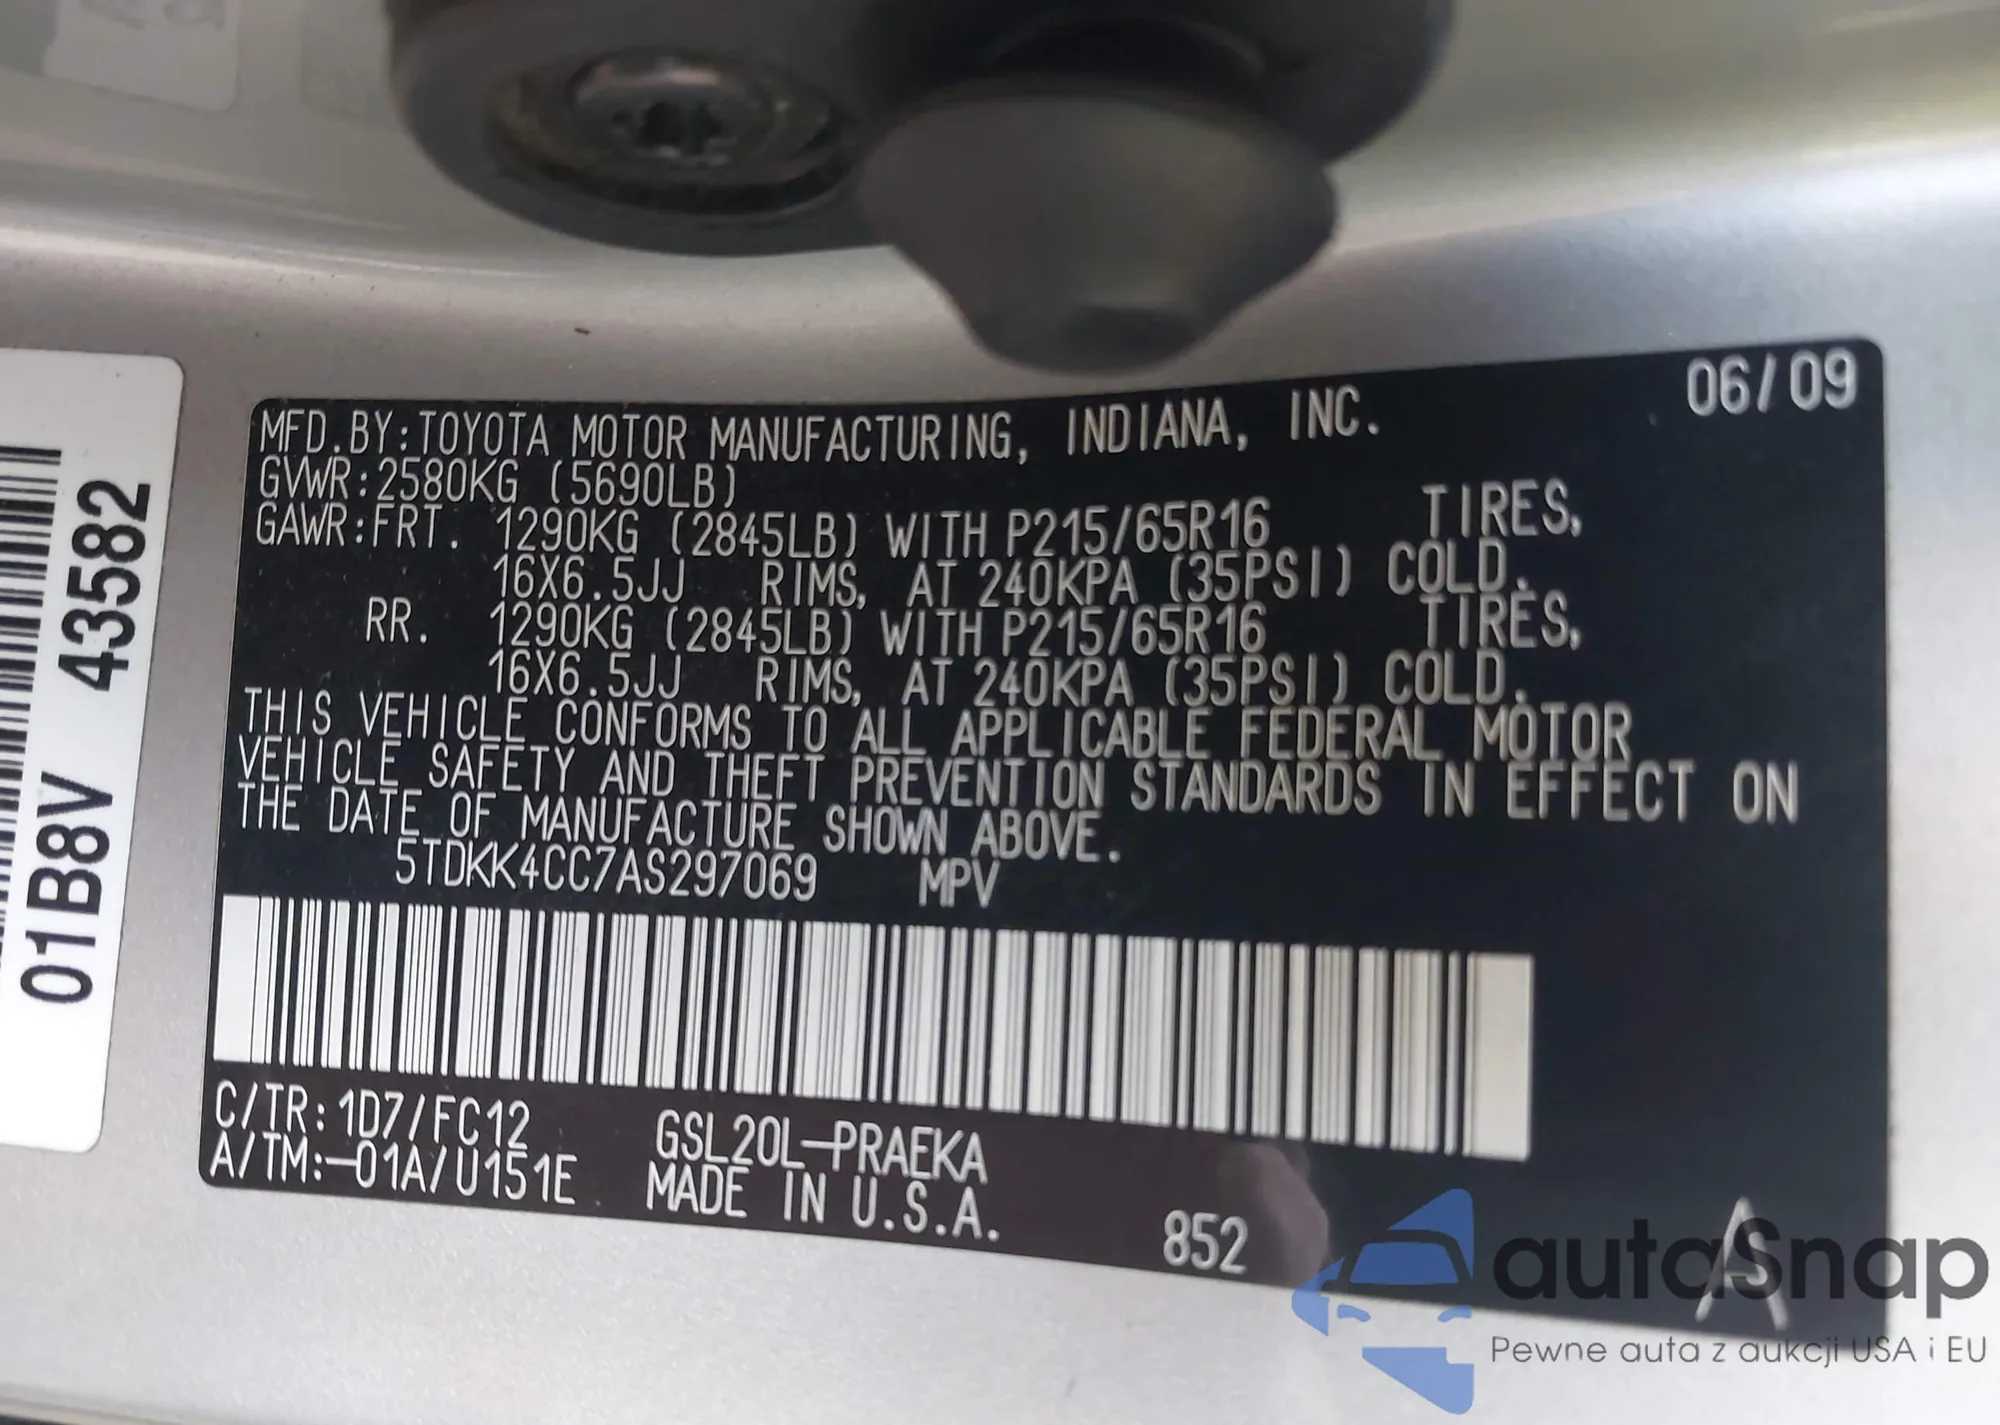 06/09
MFD.BY:TOYOTA MOTOR MANUFACTURING, INDIANA, INC.
GVWR:2580KG (5690LB)
GAWR:FRT. 1290KG (2845LB) WITH P215/65R16 TIRES,
16X6.5JJ RIMS, AT 240KPA (35PSI) COLD.
RR. 1290KG (2845LB) WITH P215/65R16 TIRES,
16X6.5JJ RIMS, AT 240KPA (35PSI) COLD.
THIS VEHICLE CONFORMS TO ALL APPLICABLE FEDERAL MOTOR
VEHICLE SAFETY AND THEFT PREVENTION STANDARDS IN EFFECT ON
THE DATE OF MANUFACTURE SHOWN ABOVE.
5TDKK4CC7AS297069 MPV
C/TR:1D7/FC12 GSL20L-PRAEKA
A/TM:-01A/U151E MADE IN U.S.A.
852
A
01B8V 43582
autaSnap
Pewne auta z aukcji USA i EU